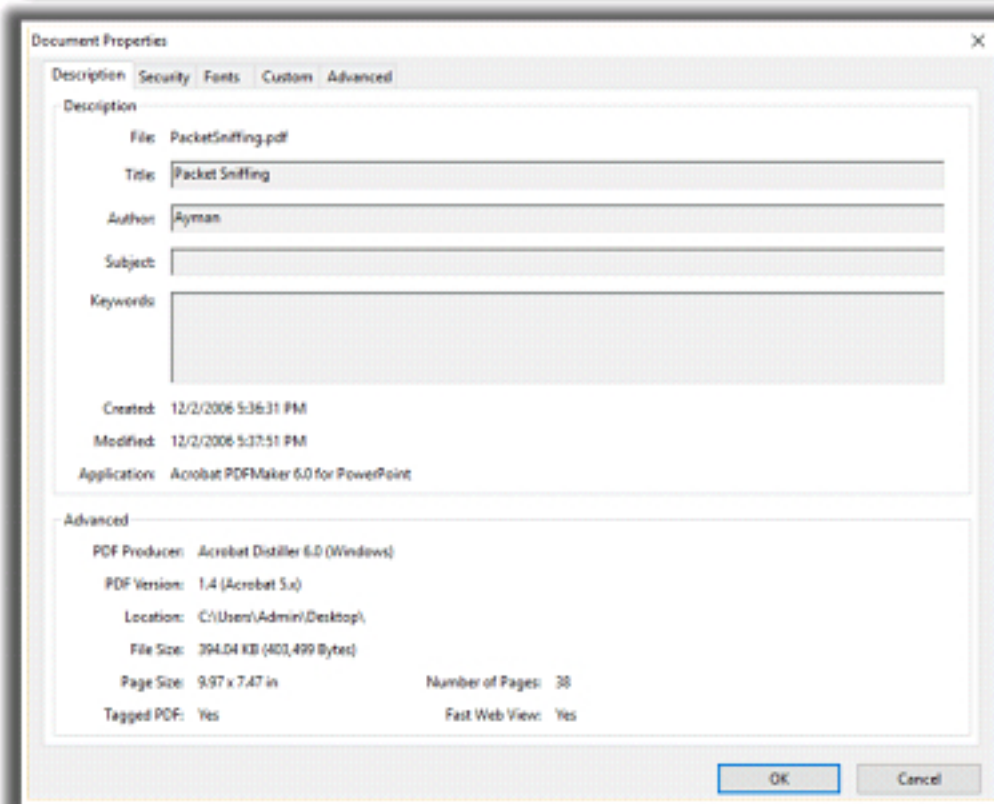 Document Properties
Description Security Fonts Custom Advanced
Description
File: PacketSniffing.pdf
Title: Packet Sniffing
Author: Ayman
Subject:
Keywords:
Created: 12/2/2006 5:36:31 PM
Modified: 12/2/2006 5:37:51 PM
Application: Acrobat PDFMaker 6.0 for PowerPoint
Advanced
PDF Producer: Acrobat Distiller 6.0 (Windows)
PDF Version: 1.4 (Acrobat 5.x)
Location: C:\Users\Admin\Desktop\
File Size: 394.04 KB (403,499 Bytes)
Page Size: 9.97 x 7.47 in Number of Pages: 38
Tagged PDF: Yes Fast Web View: Yes
OK Cancel